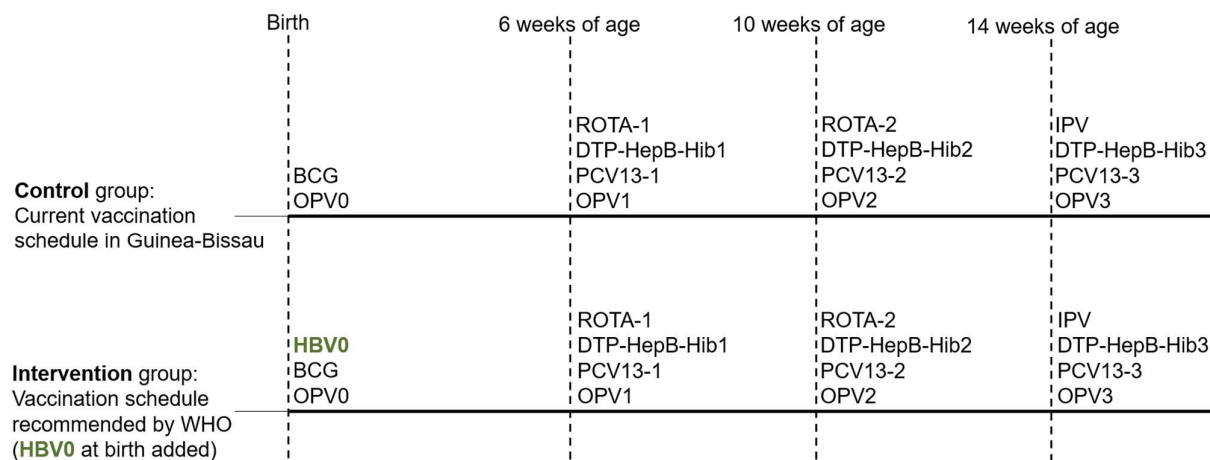 Birth
6 weeks of age
10 weeks of age
14 weeks of age
Control group:
Current vaccination
schedule in Guinea-Bissau
BCG
OPV0
ROTA-1
DTP-HepB-Hib1
PCV13-1
OPV1
ROTA-2
DTP-HepB-Hib2
PCV13-2
OPV2
IPV
DTP-HepB-Hib3
PCV13-3
OPV3
Intervention group:
Vaccination schedule
recommended by WHO
(HBV0 at birth added)
HBV0
BCG
OPV0
ROTA-1
DTP-HepB-Hib1
PCV13-1
OPV1
ROTA-2
DTP-HepB-Hib2
PCV13-2
OPV2
IPV
DTP-HepB-Hib3
PCV13-3
OPV3